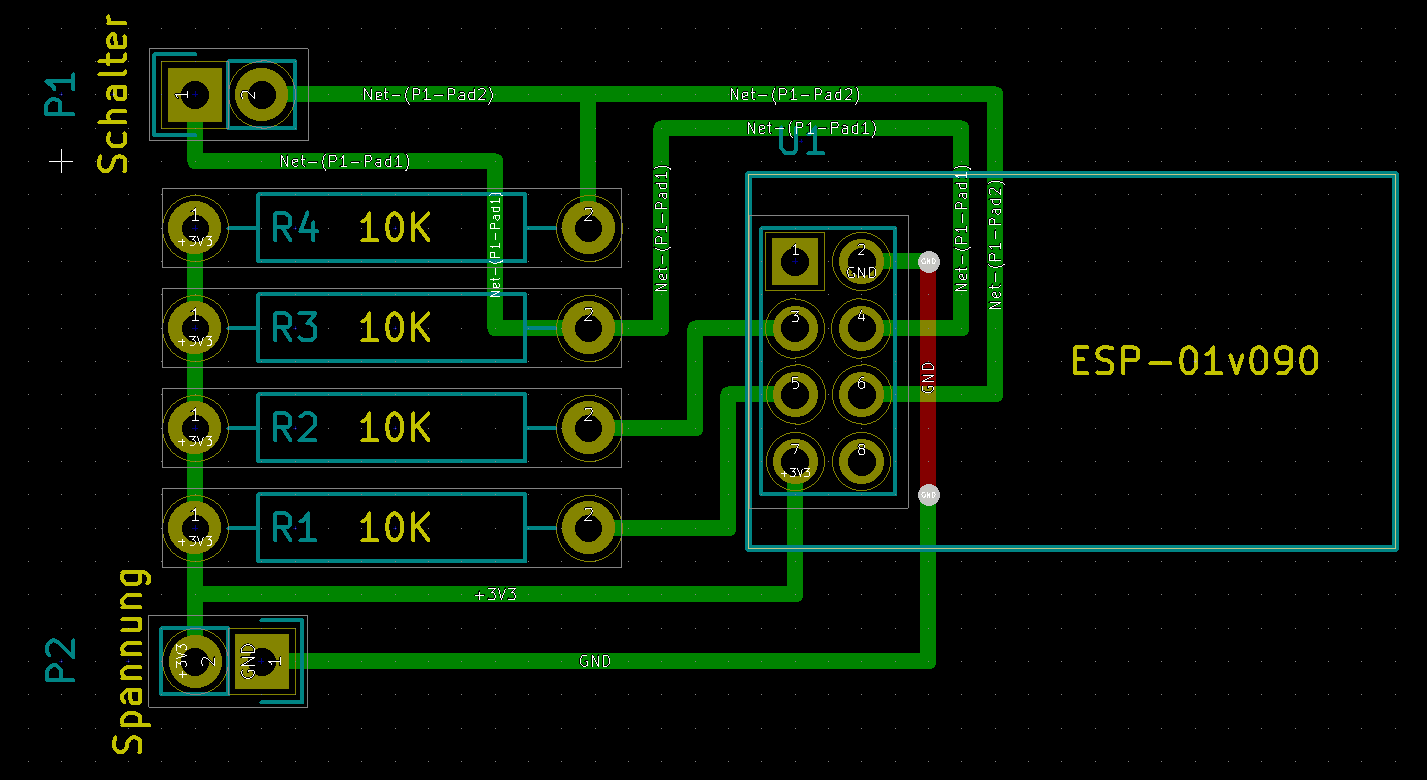 P1
Schalter
1
2
Net-(P1-Pad2)
Net-(P1-Pad2)
Net-(P1-Pad1)
U1
Net-(P1-Pad1)
Net-(P1-Pad1)
Net-(P1-Pad1)
Net-(P1-Pad1)
Net-(P1-Pad2)
1
+3V3
R4 10K
2
1
2
GND
GND
1
+3V3
R3 10K
2
3
4
GND
ESP-01v090
1
+3V3
R2 10K
2
5
6
7
+3V3
8
GND
1
+3V3
R1 10K
2
+3V3
P2
Spannung
+3V3
2
GND
1
GND